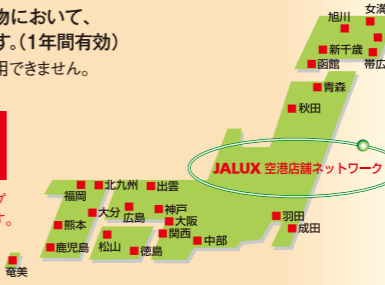 物において、
す。(1年間有効)
用できません。
す。
旭川
女満
新千歳
函館
帯広
青森
秋田
JALUX 空港店舗ネットワーク
福岡
北九州
出雲
大分
広島
神戸
大阪
関西
熊本
鹿児島
松山
徳島
中部
羽田
成田
奄美